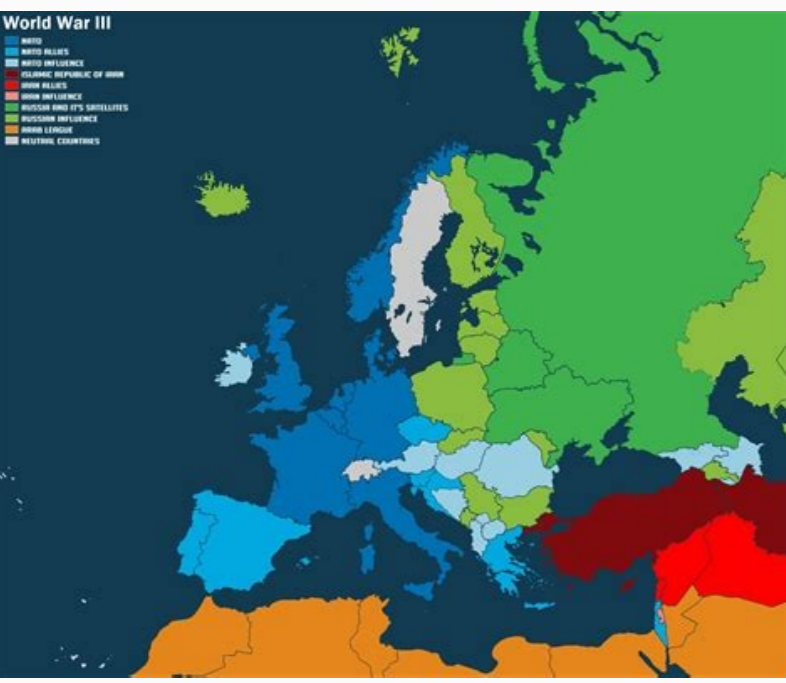 World War III
NATO
NATO ALLIES
NATO INFLUENCE
ISLAMIC REPUBLIC OF IRAN
IRAN ALLIES
IRAN INFLUENCE
RUSSIA AND IT'S SATELLITES
RUSSIAN INFLUENCE
ARAB LEAGUE
NEUTRAL COUNTRIES